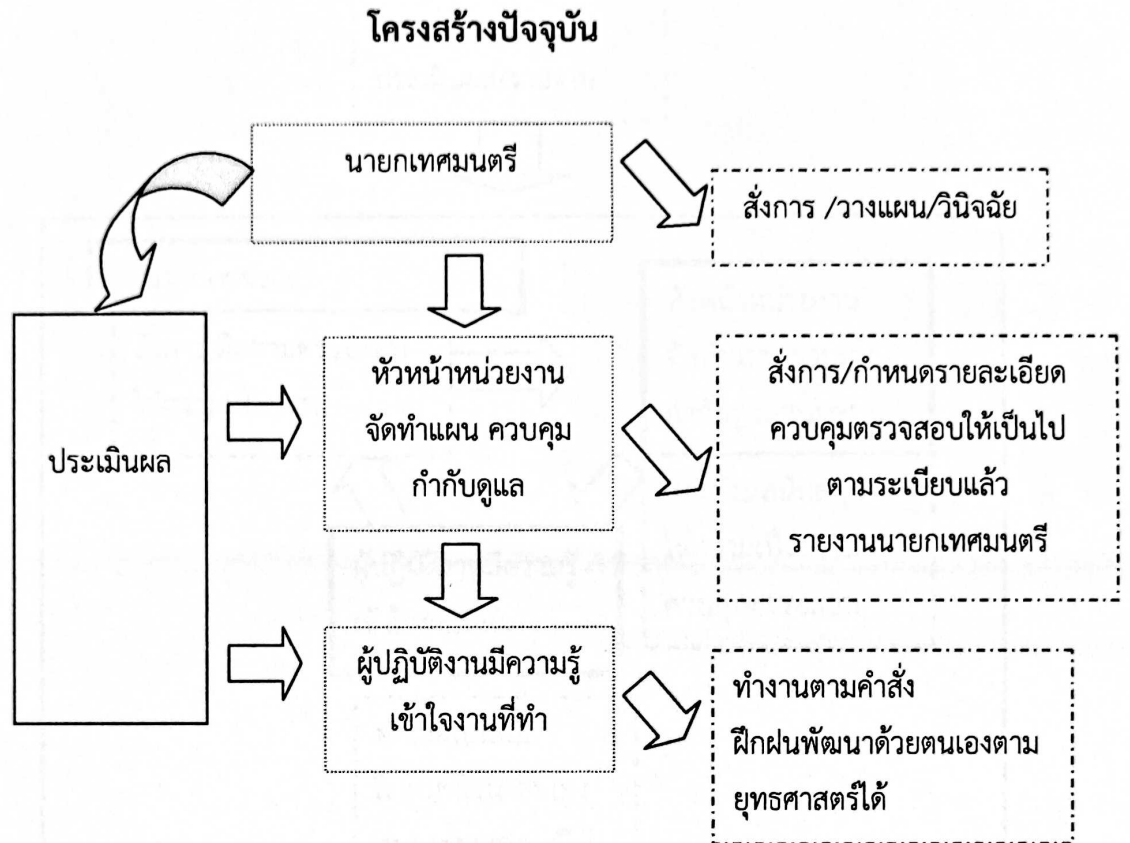 โครงสร้างปัจจุบัน
นายกเทศมนตรี
สั่งการ /วางแผน/วินิจฉัย
ประเมินผล
หัวหน้าหน่วยงาน
จัดทำแผน ควบคุม
กำกับดูแล
สั่งการ/กำหนดรายละเอียด
ควบคุมตรวจสอบให้เป็นไป
ตามระเบียบแล้ว
รายงานนายกเทศมนตรี
ผู้ปฏิบัติงานมีความรู้
เข้าใจงานที่ทำ
ทำงานตามคำสั่ง
ฝึกฝนพัฒนาด้วยตนเองตาม
ยุทธศาสตร์ได้